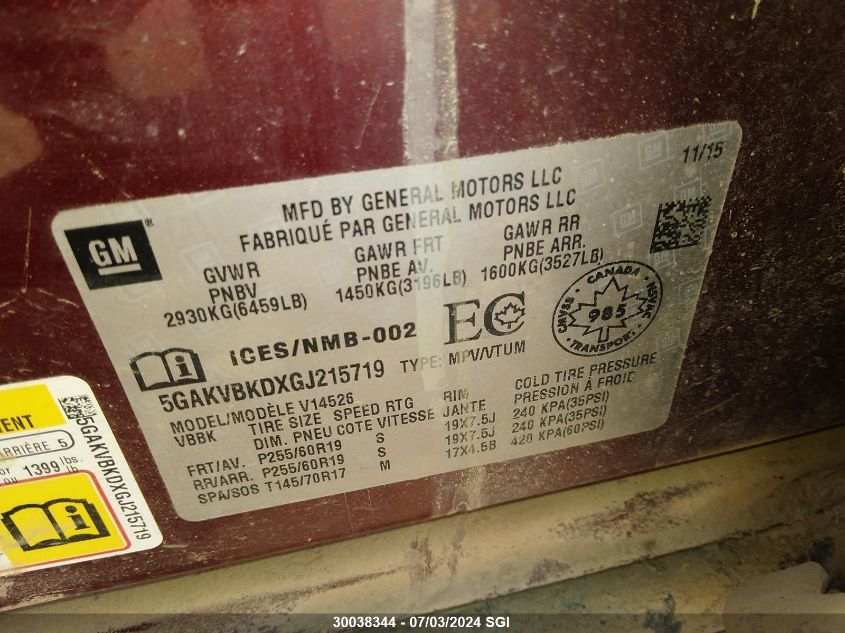 11/15
MFD BY GENERAL MOTORS LLC
FABRIQUÉ PAR GENERAL MOTORS LLC
GM
®
GVWR GAWR FRT GAWR RR
PNBV PNBE AV. PNBE ARR.
2930KG(6459LB) 1450KG(3196LB) 1600KG(3527LB)
i ICES/NMB-002 EC
CANADA
985
TRANSPORT
5GAKVBKDXGJ215719 TYPE: MPV/VTUM
MODEL/MODÈLE V14526
VBBK TIRE SIZE SPEED RTG RIM COLD TIRE PRESSURE
DIM. PNEU COTE VITESSE JANTE PRESSION À FROID
FRT/AV. P255/60R19 S 19X7.5J 240 KPA(35PSI)
RR/ARR. P255/60R19 S 19X7.5J 240 KPA(35PSI)
SPA/SOS T145/70R17 M 17X4.5B 420 KPA(60PSI)
EMENT
ARRIÈRE 5
or
ou 1399 lbs.
lb.
i
5GAKVBKDXGJ215719
30038344 - 07/03/2024 SGI